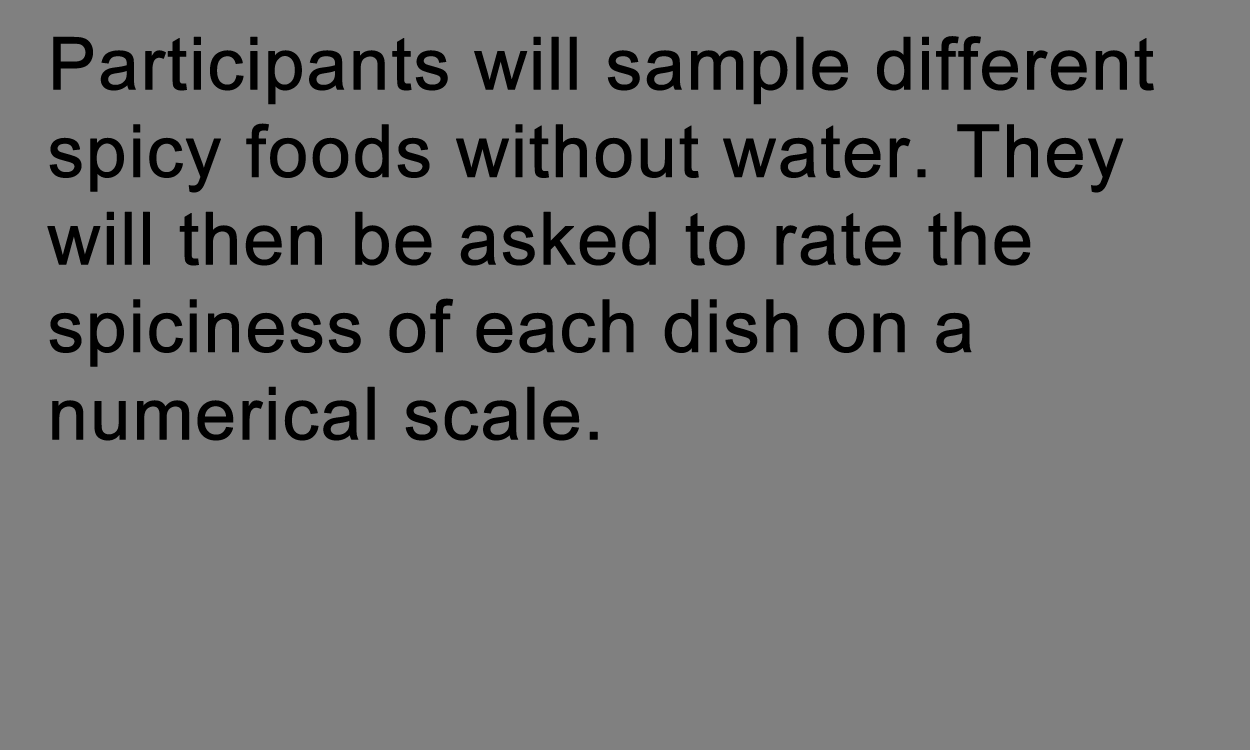 Participants will sample different
spicy foods without water. They
will then be asked to rate the
spiciness of each dish on a
numerical scale.